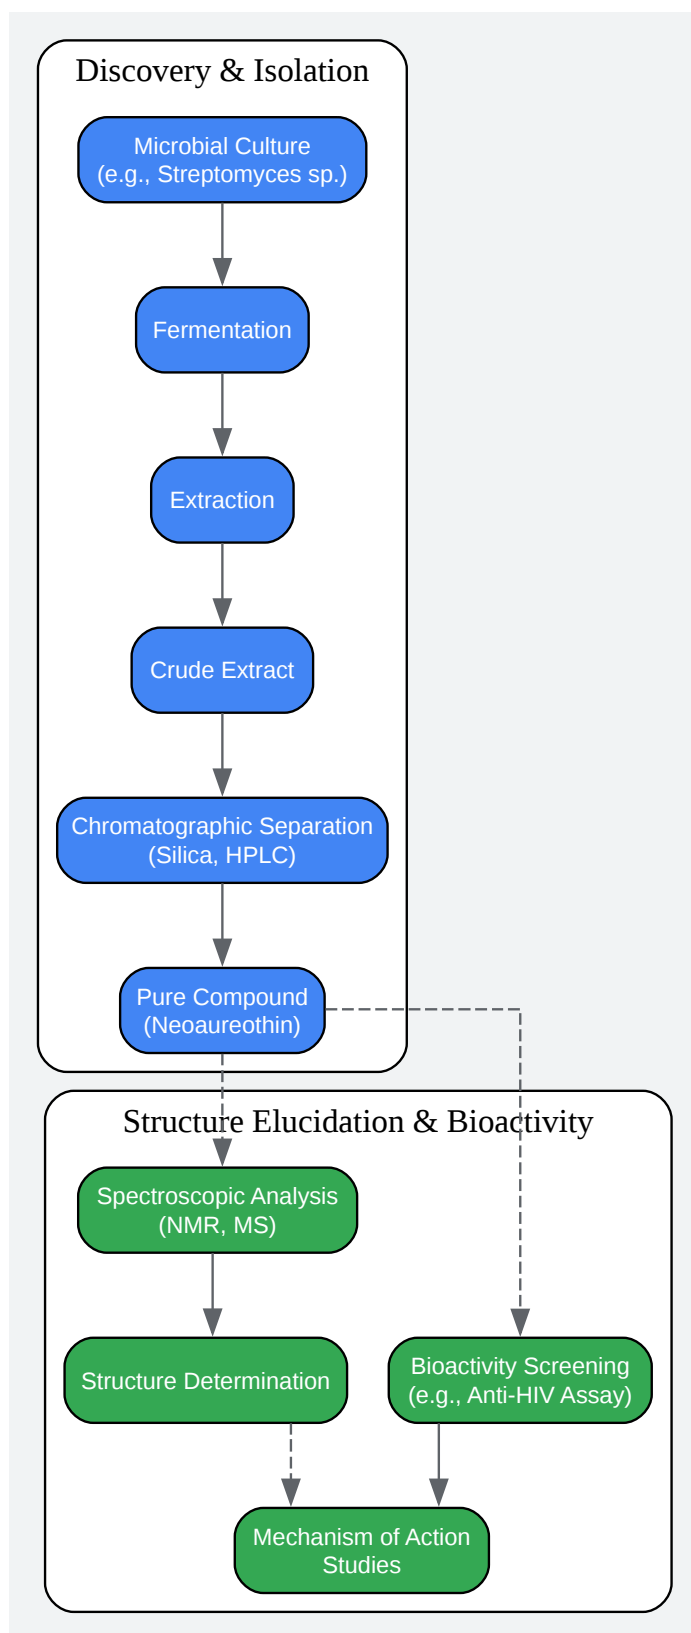 Discovery & Isolation
Microbial Culture
(e.g., Streptomyces sp.)
Fermentation
Extraction
Crude Extract
Chromatographic Separation
(Silica, HPLC)
Pure Compound
(Neoaureothin)
Structure Elucidation & Bioactivity
Spectroscopic Analysis
(NMR, MS)
Structure Determination
Bioactivity Screening
(e.g., Anti-HIV Assay)
Mechanism of Action
Studies